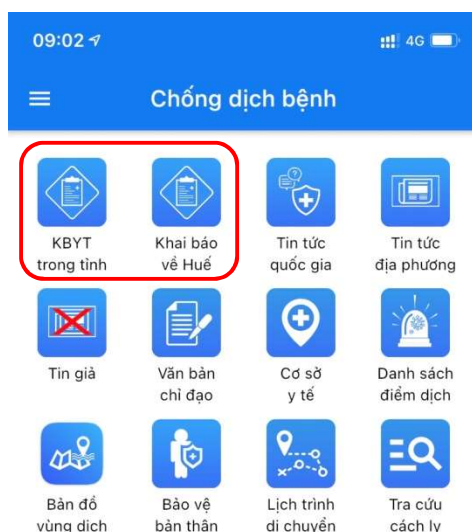 09:02
4G
Chống dịch bệnh
KBYT
trong tỉnh
Khai báo
về Huế
Tin tức
quốc gia
Tin tức
địa phương
Tin giả
Văn bản
chỉ đạo
Cơ sở
y tế
Danh sách
điểm dịch
Bản đồ
vùng dịch
Bảo vệ
bản thân
Lịch trình
di chuyển
Tra cứu
cách ly